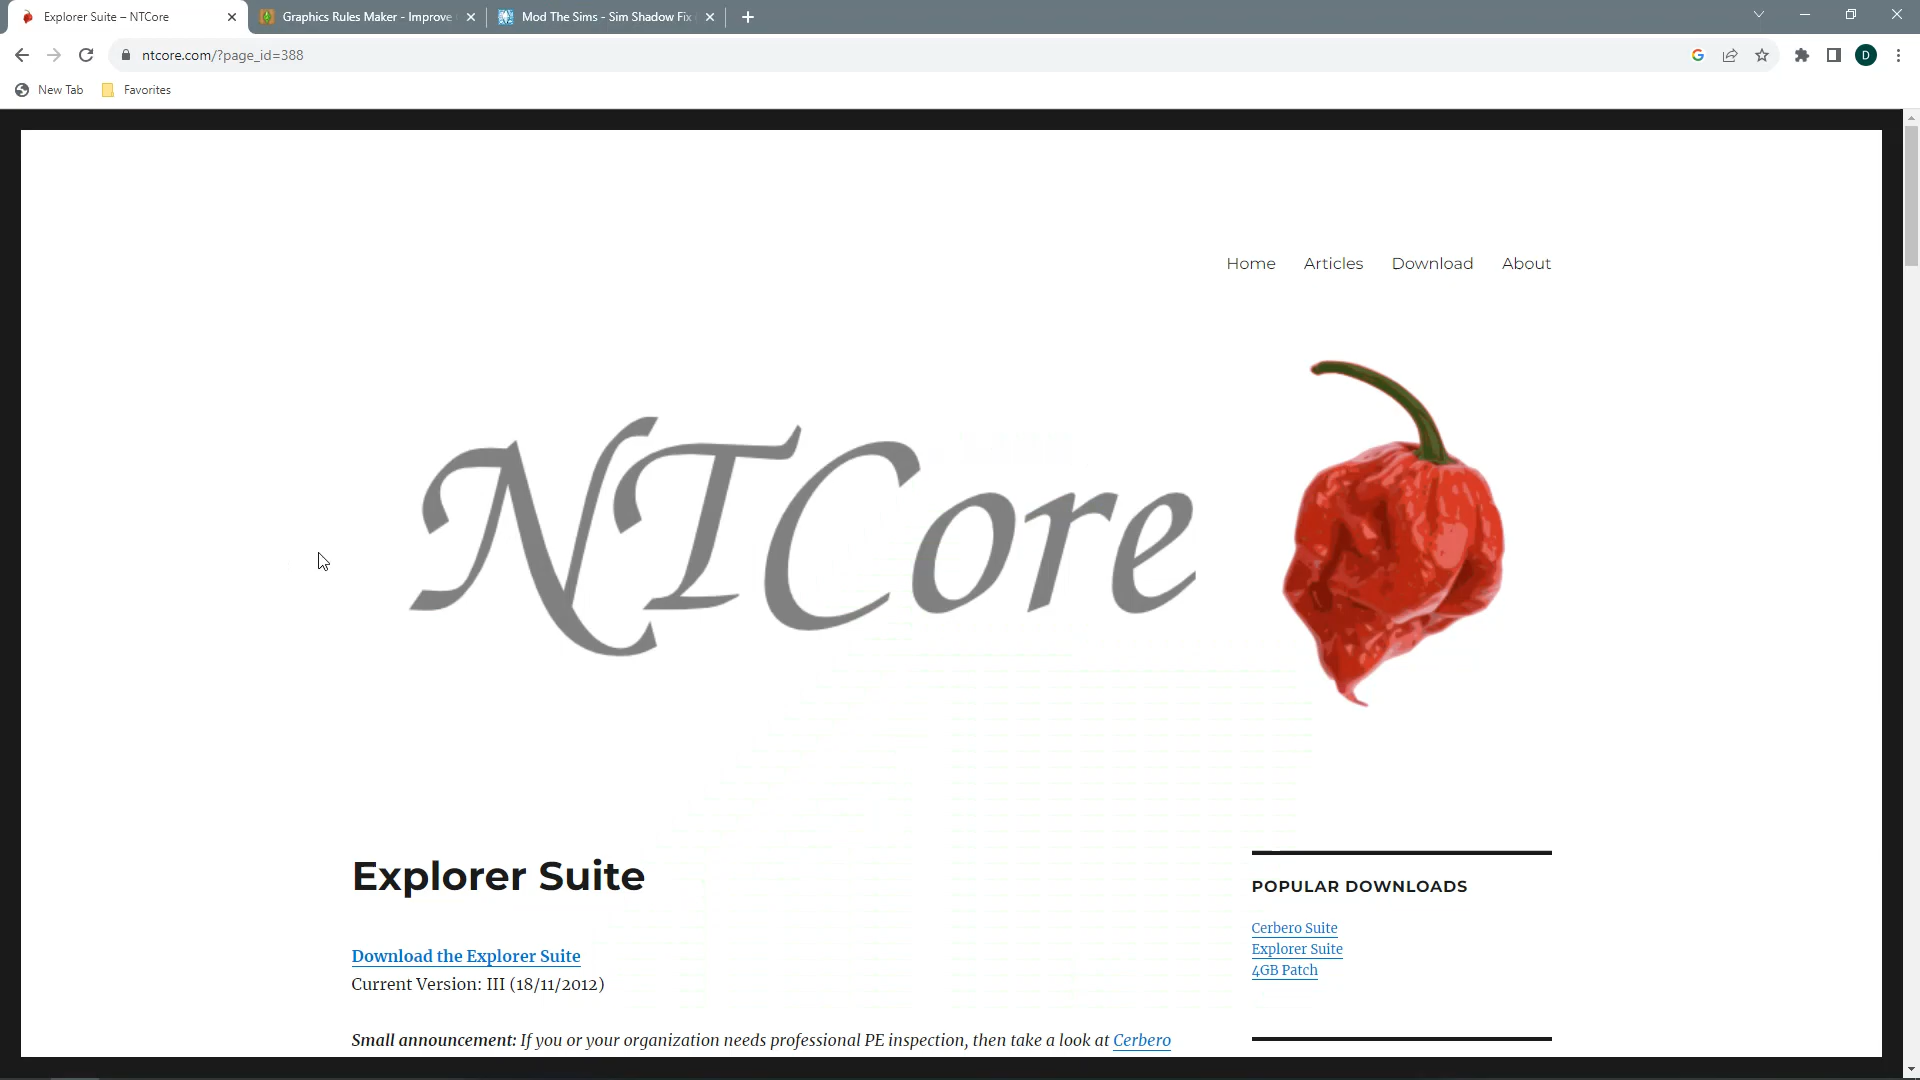 Explorer Suite – NTCore
Graphics Rules Maker - Improve
Mod The Sims - Sim Shadow Fix
ntcore.com/?page_id=388
D
New Tab
Favorites
Home
Articles
Download
About
NTCore
Explorer Suite
Download the Explorer Suite
Current Version: III (18/11/2012)
Small announcement: If you or your organization needs professional PE inspection, then take a look at Cerbero
POPULAR DOWNLOADS
Cerbero Suite
Explorer Suite
4GB Patch